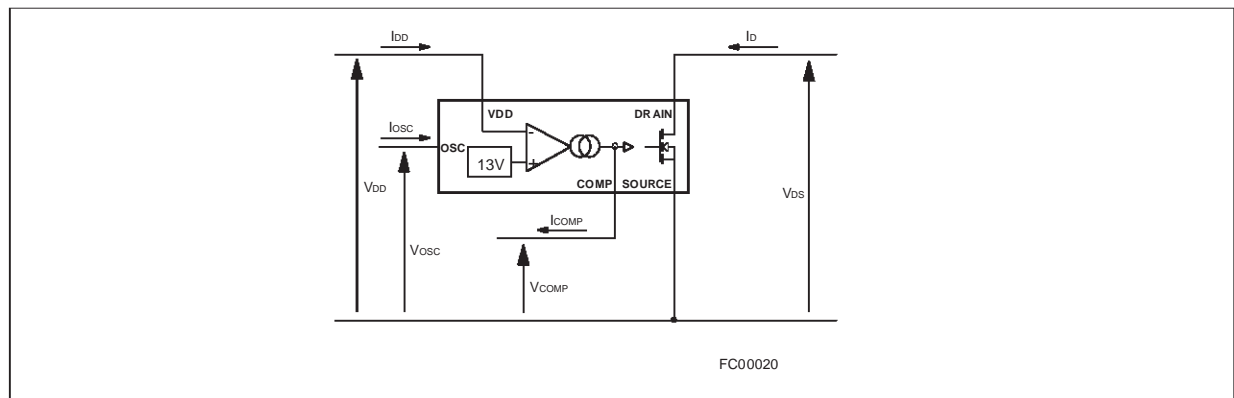 IDD
ID
VDD
DRAIN
IOSC
OSC
13V
COMP
SOURCE
VDD
VDS
ICOMP
VOSC
VCOMP
FC00020